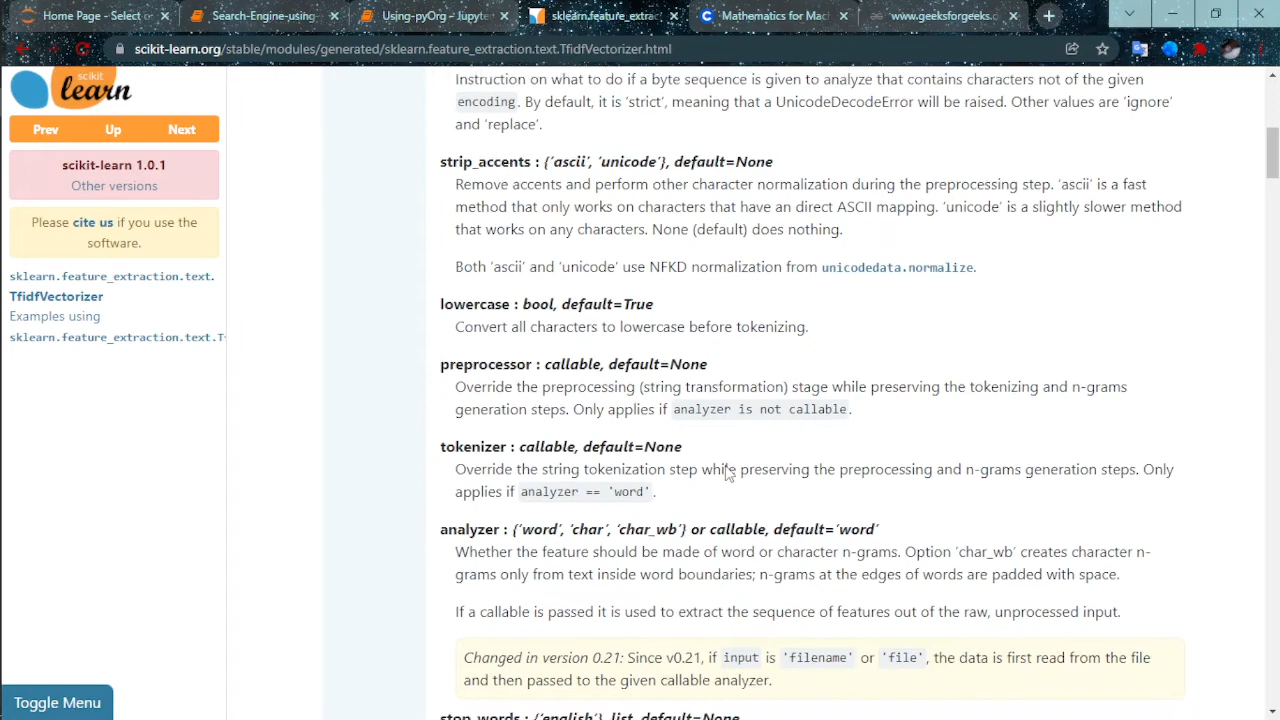 Home Page - Select o
Search-Engine-using
Using-pyOrg - Jupyte
sklearn.feature_extrac
Mathematics for Mac
www.geeksforgeeks.o
scikit-learn.org/stable/modules/generated/sklearn.feature_extraction.text.TfidfVectorizer.html
scikit
learn
Prev Up Next
scikit-learn 1.0.1
Other versions
Please cite us if you use the
software.
sklearn.feature_extraction.text.
TfidfVectorizer
Examples using
sklearn.feature_extraction.text.T
Toggle Menu
Instruction on what to do if a byte sequence is given to analyze that contains characters not of the given
encoding. By default, it is ‘strict’, meaning that a UnicodeDecodeError will be raised. Other values are ‘ignore’
and ‘replace’.
strip_accents : {‘ascii’, ‘unicode’}, default=None
Remove accents and perform other character normalization during the preprocessing step. ‘ascii’ is a fast
method that only works on characters that have an direct ASCII mapping. ‘unicode’ is a slightly slower method
that works on any characters. None (default) does nothing.
Both ‘ascii’ and ‘unicode’ use NFKD normalization from unicodedata.normalize.
lowercase : bool, default=True
Convert all characters to lowercase before tokenizing.
preprocessor : callable, default=None
Override the preprocessing (string transformation) stage while preserving the tokenizing and n-grams
generation steps. Only applies if analyzer is not callable.
tokenizer : callable, default=None
Override the string tokenization step while preserving the preprocessing and n-grams generation steps. Only
applies if analyzer == 'word'.
analyzer : {‘word’, ‘char’, ‘char_wb’} or callable, default=’word’
Whether the feature should be made of word or character n-grams. Option ‘char_wb’ creates character n-
grams only from text inside word boundaries; n-grams at the edges of words are padded with space.
If a callable is passed it is used to extract the sequence of features out of the raw, unprocessed input.
Changed in version 0.21: Since v0.21, if input is 'filename' or 'file', the data is first read from the file
and then passed to the given callable analyzer.
stop_words : {‘english’}, list, default=None